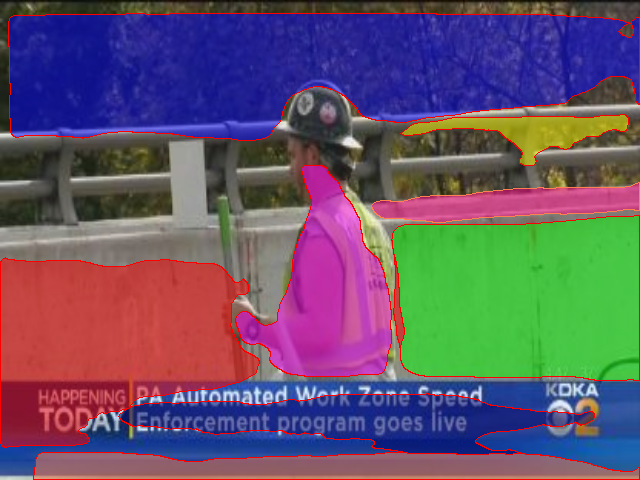 HAPPENING
TODAY
PA Automated Work Zone Speed
Enforcement program goes live
KDKA
2